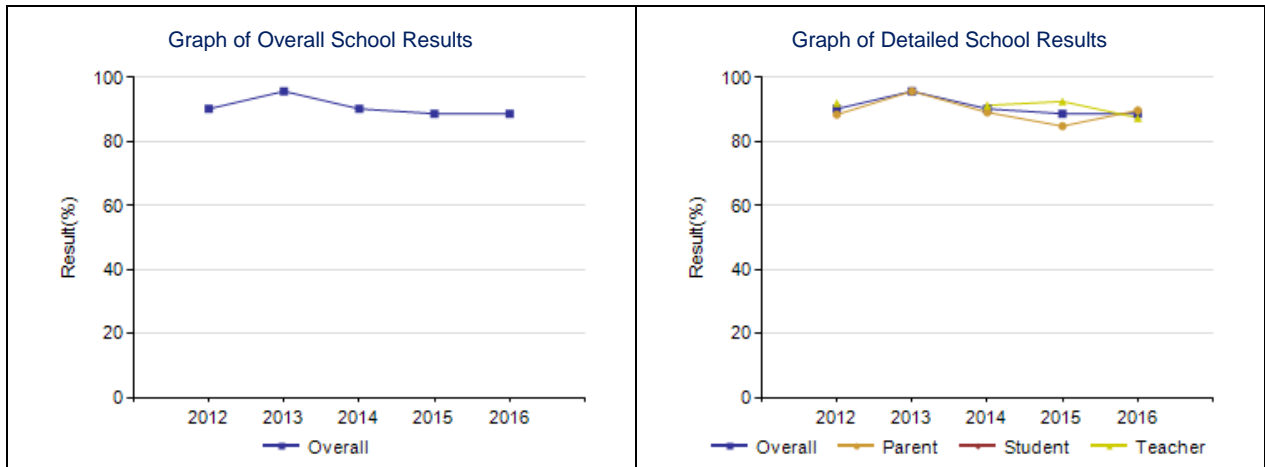 Graph of Overall School Results
100
80
60
40
20
0
Result(%)
2012 2013 2014 2015 2016
Overall
Graph of Detailed School Results
100
80
60
40
20
0
Result(%)
2012 2013 2014 2015 2016
Overall Parent Student Teacher